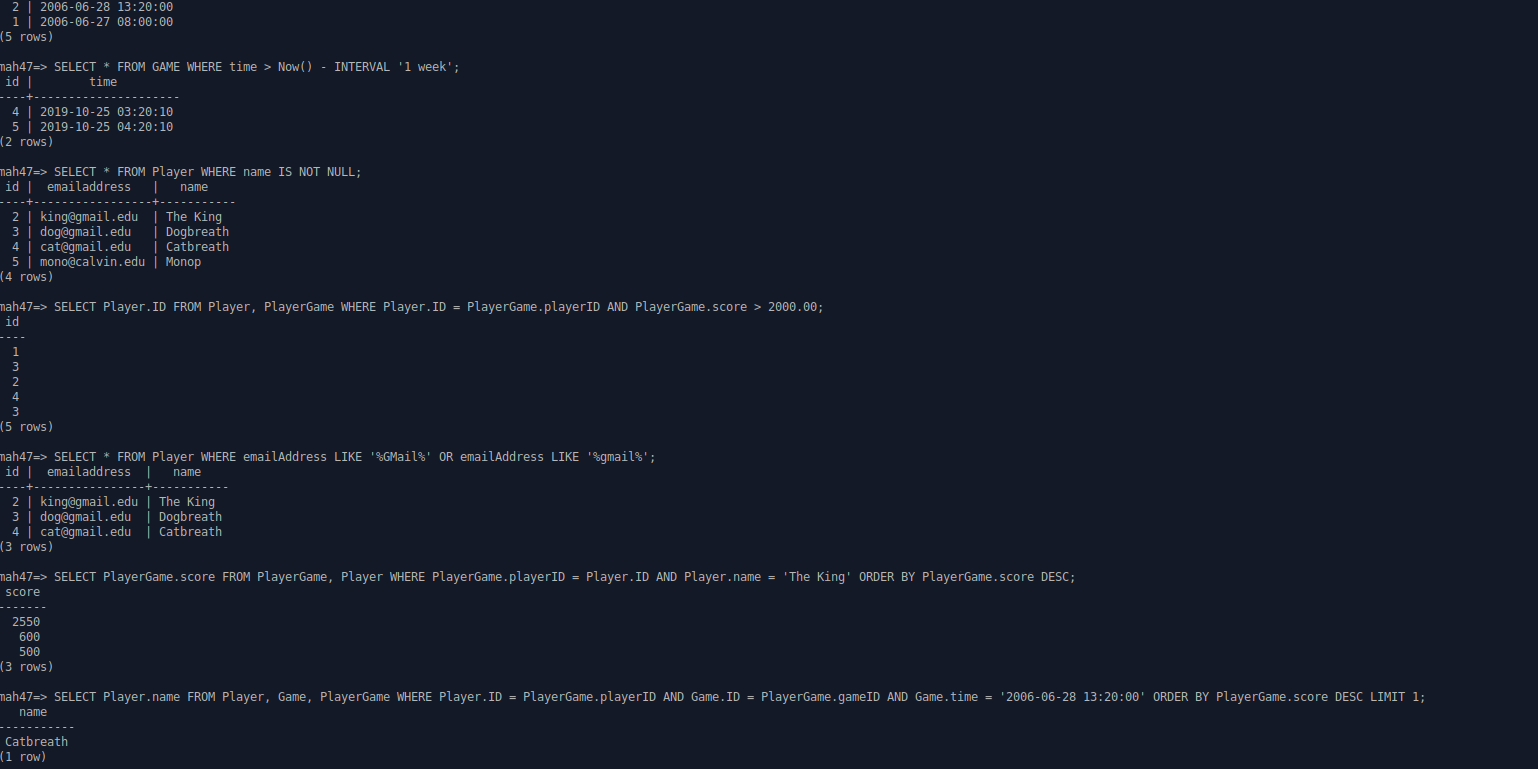 2 | 2006-06-28 13:20:00
  1 | 2006-06-27 08:00:00
(5 rows)

mah47=> SELECT * FROM GAME WHERE time > Now() - INTERVAL '1 week';
 id |        time
----+---------------------
  4 | 2019-10-25 03:20:10
  5 | 2019-10-25 04:20:10
(2 rows)

mah47=> SELECT * FROM Player WHERE name IS NOT NULL;
 id |  emailaddress   |   name
----+-----------------+-----------
  2 | king@gmail.edu  | The King
  3 | dog@gmail.edu   | Dogbreath
  4 | cat@gmail.edu   | Catbreath
  5 | mono@calvin.edu | Monop
(4 rows)

mah47=> SELECT Player.ID FROM Player, PlayerGame WHERE Player.ID = PlayerGame.playerID AND PlayerGame.score > 2000.00;
 id
----
  1
  3
  2
  4
  3
(5 rows)

mah47=> SELECT * FROM Player WHERE emailAddress LIKE '%GMail%' OR emailAddress LIKE '%gmail%';
 id |  emailaddress  |   name
----+----------------+-----------
  2 | king@gmail.edu | The King
  3 | dog@gmail.edu  | Dogbreath
  4 | cat@gmail.edu  | Catbreath
(3 rows)

mah47=> SELECT PlayerGame.score FROM PlayerGame, Player WHERE PlayerGame.playerID = Player.ID AND Player.name = 'The King' ORDER BY PlayerGame.score DESC;
 score
-------
  2550
   600
   500
(3 rows)

mah47=> SELECT Player.name FROM Player, Game, PlayerGame WHERE Player.ID = PlayerGame.playerID AND Game.ID = PlayerGame.gameID AND Game.time = '2006-06-28 13:20:00' ORDER BY PlayerGame.score DESC LIMIT 1;
   name
-----------
 Catbreath
(1 row)